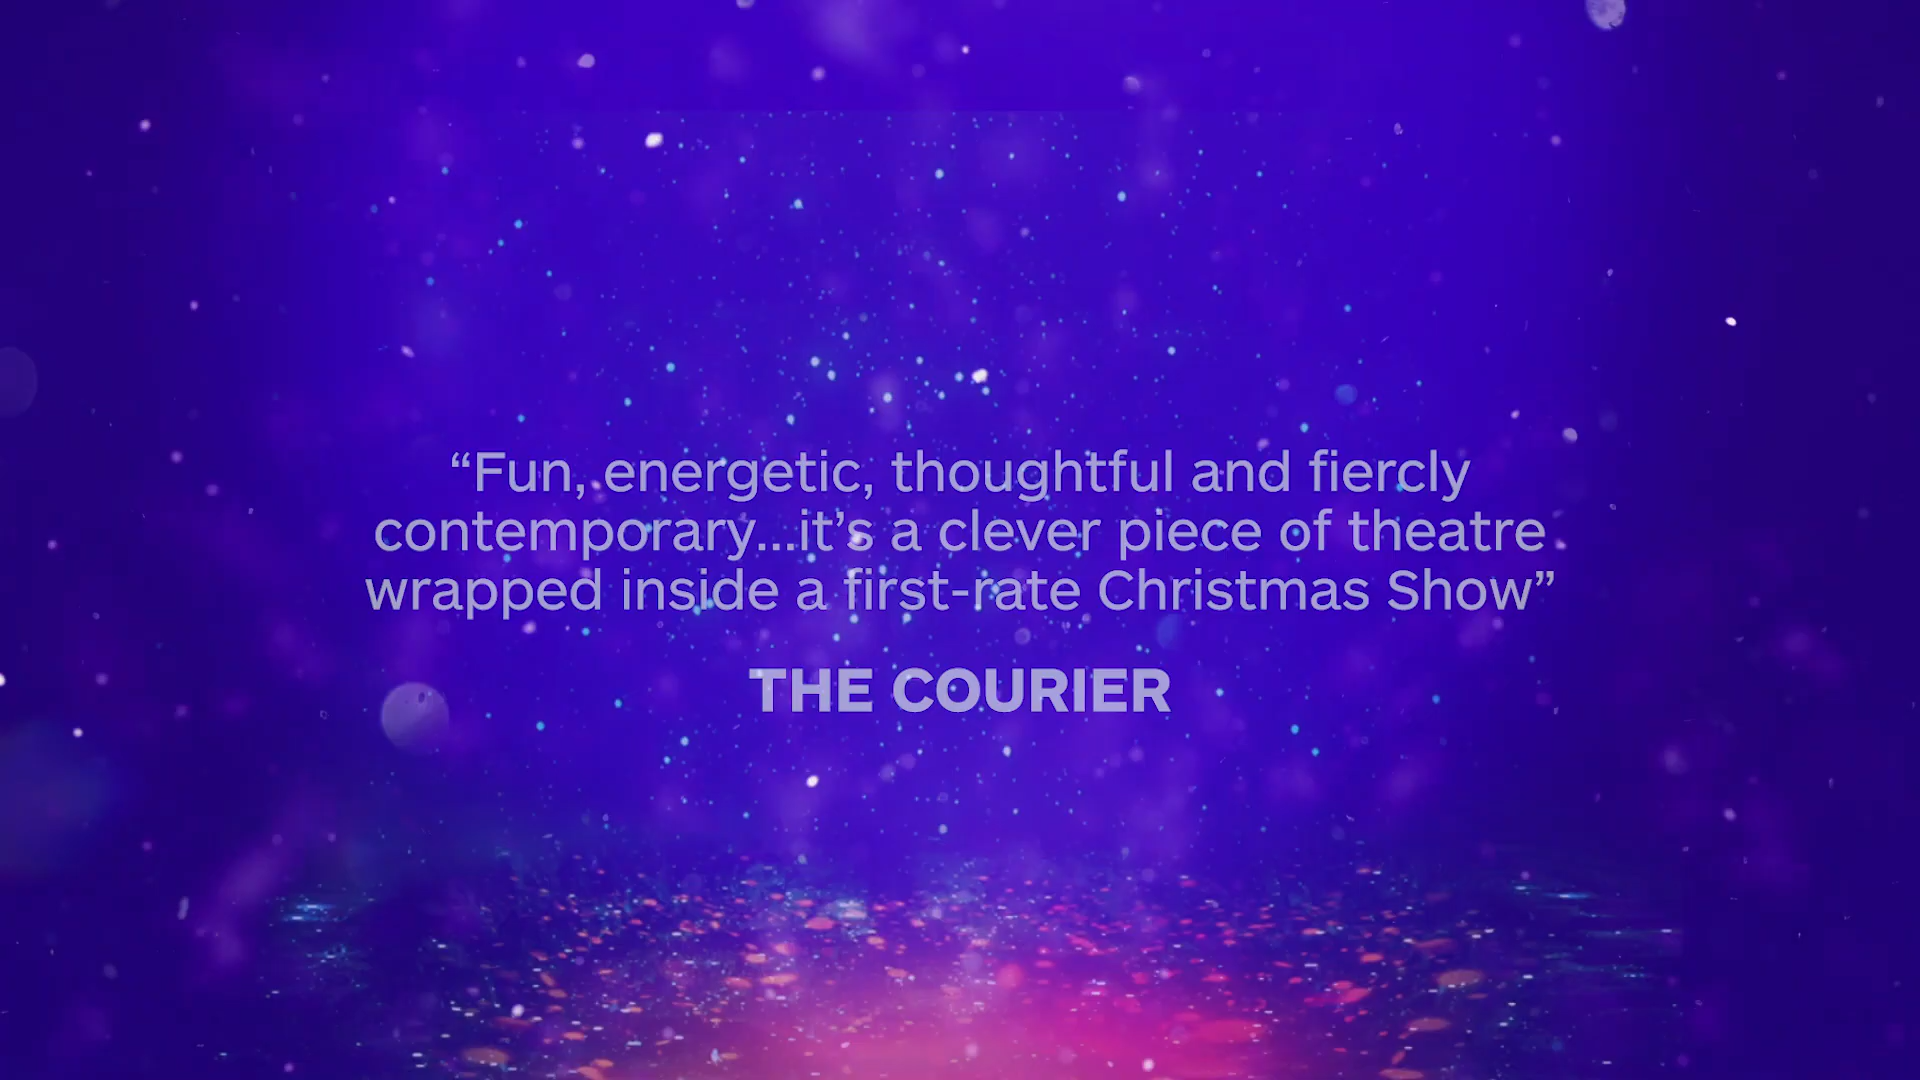 “Fun, energetic, thoughtful and fiercly
contemporary...it’s a clever piece of theatre
wrapped inside a first-rate Christmas Show”
THE COURIER